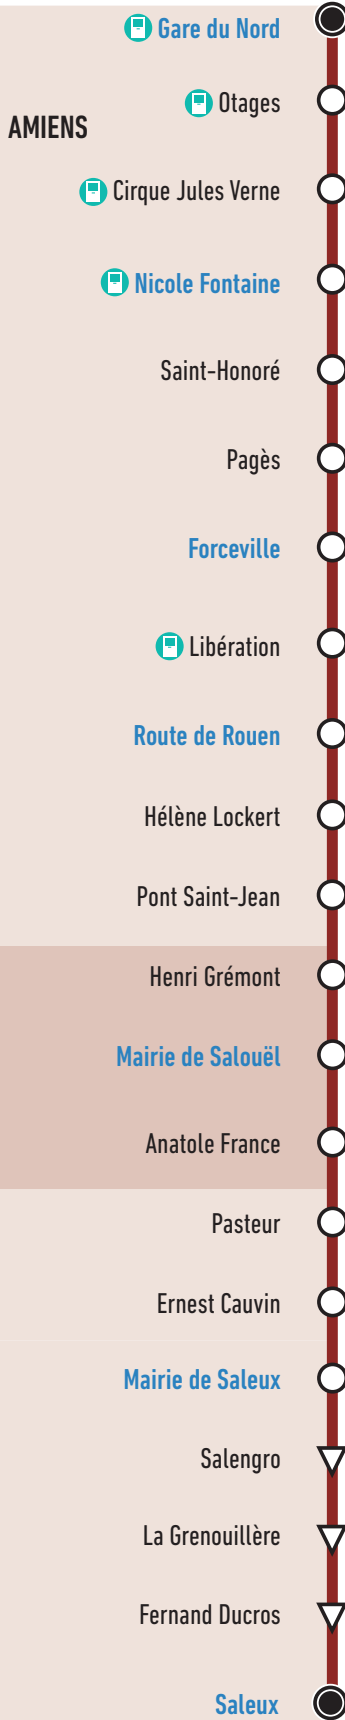 Gare du Nord
Otages
AMIENS
Cirque Jules Verne
Nicole Fontaine
Saint-Honoré
Pagès
Forceville
Libération
Route de Rouen
Hélène Lockert
Pont Saint-Jean
Henri Grémont
Mairie de Salouël
Anatole France
Pasteur
Ernest Cauvin
Mairie de Saleux
Salengro
La Grenouillère
Fernand Ducros
Saleux